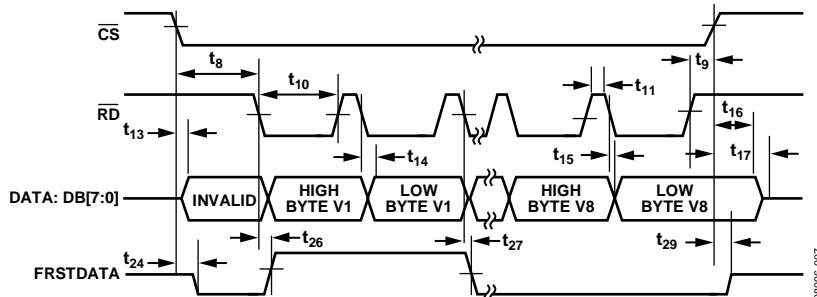 CS
t8
t9
t10
t11
RD
t16
t13
t14
t15
t17
DATA: DB[7:0]
INVALID
HIGH
BYTE V1
LOW
BYTE V1
HIGH
BYTE V8
LOW
BYTE V8
t24
t26
t27
t29
FRSTDATA